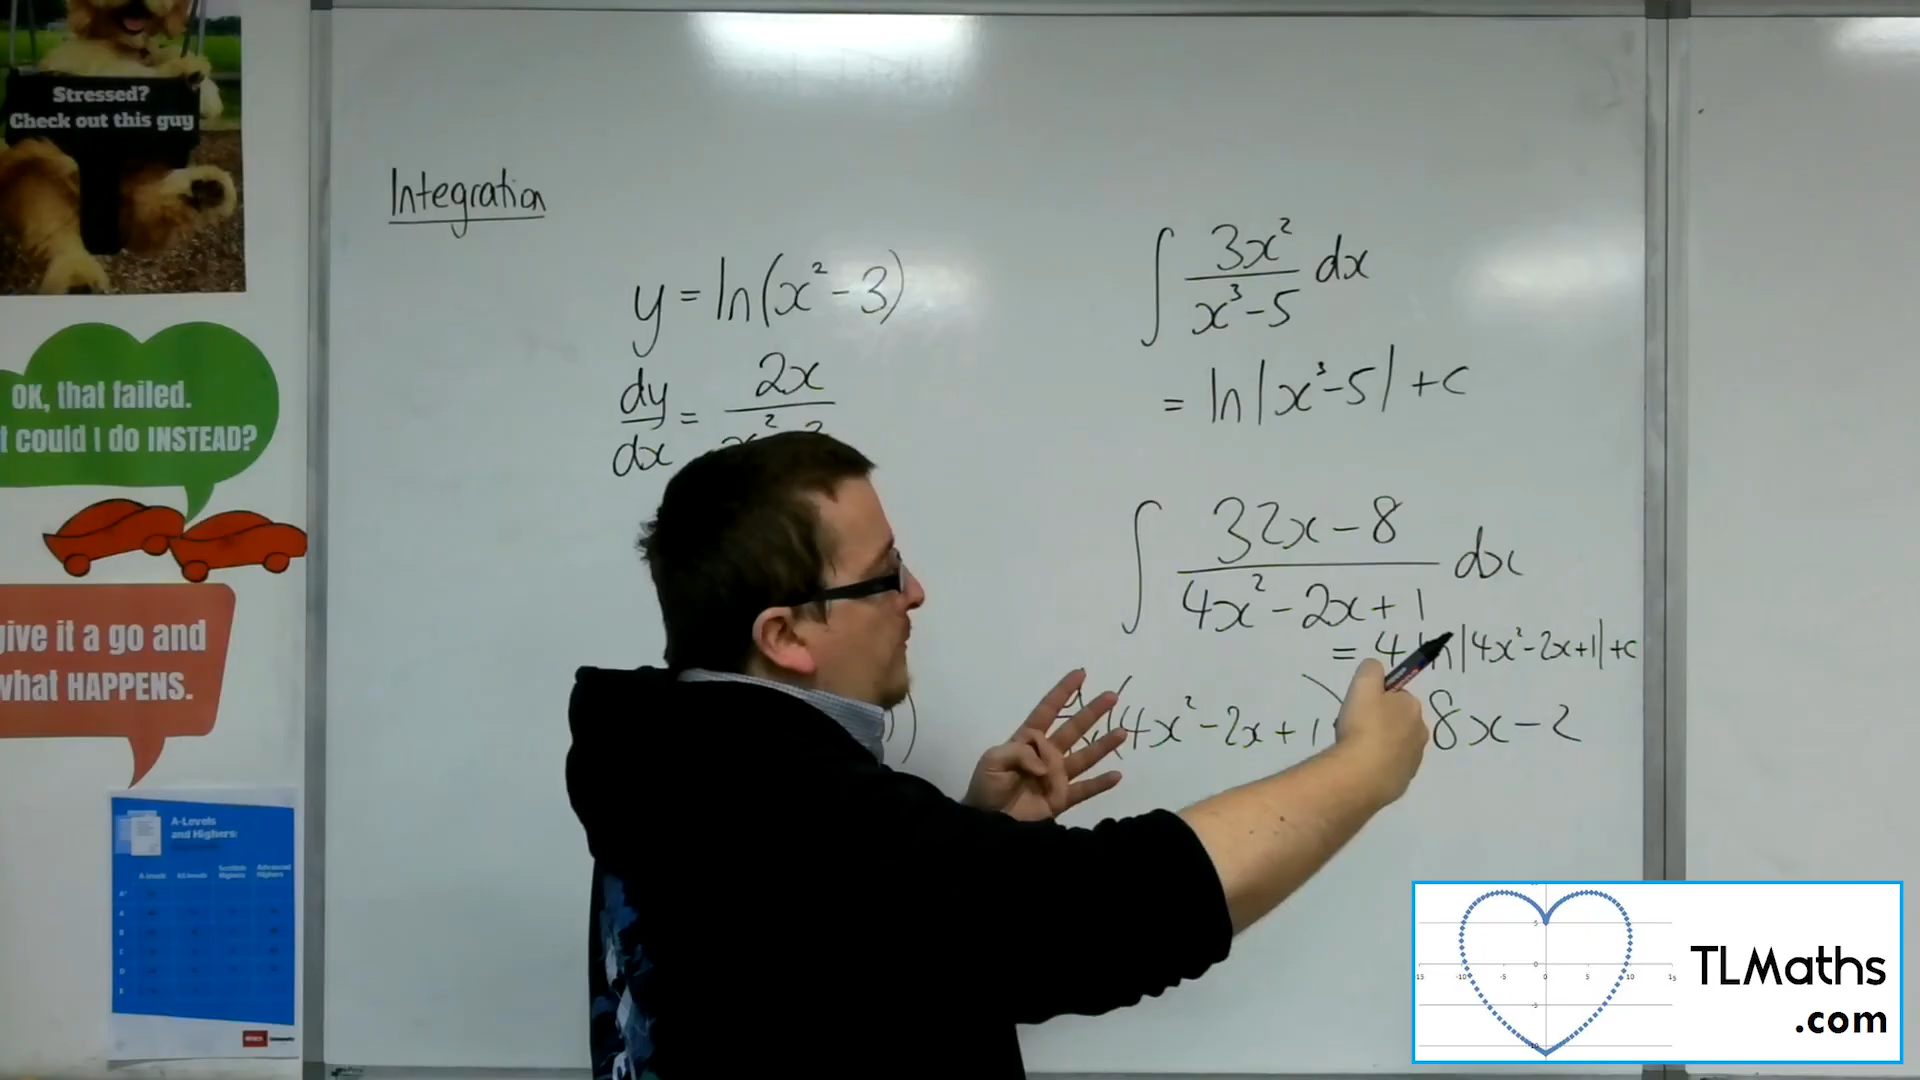 Stressed?
Check out this guy
OK, that failed.
t could I do INSTEAD?
give it a go and
what HAPPENS.
A-Levels
and Highers:
Integration
y = ln(x² - 3)
dy/dx = 2x
∫ 3x²/(x³ - 5) dx
= ln|x³ - 5| + c
∫ (32x - 8)/(4x² - 2x + 1) dx
= 4 ln|4x² - 2x + 1| + c
(4x² - 2x + 1
8x - 2
TLMaths
.com